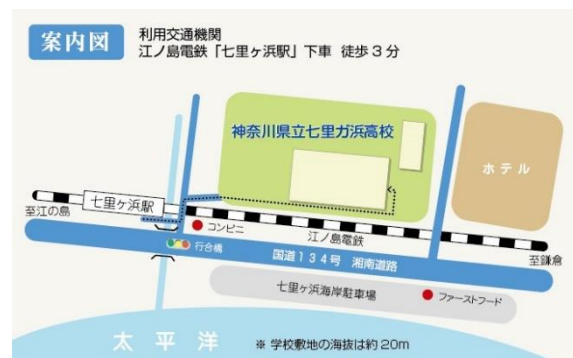 案内図
利用交通機関
江ノ島電鉄「七里ヶ浜駅」下車 徒歩3分
神奈川県立七里ガ浜高校
ホテル
七里ヶ浜駅
至江の島
コンビニ
江ノ島電鉄
行合橋
国道134号 湘南道路
至鎌倉
七里ヶ浜海岸駐車場
ファーストフード
太平洋
※ 学校敷地の海抜は約20m